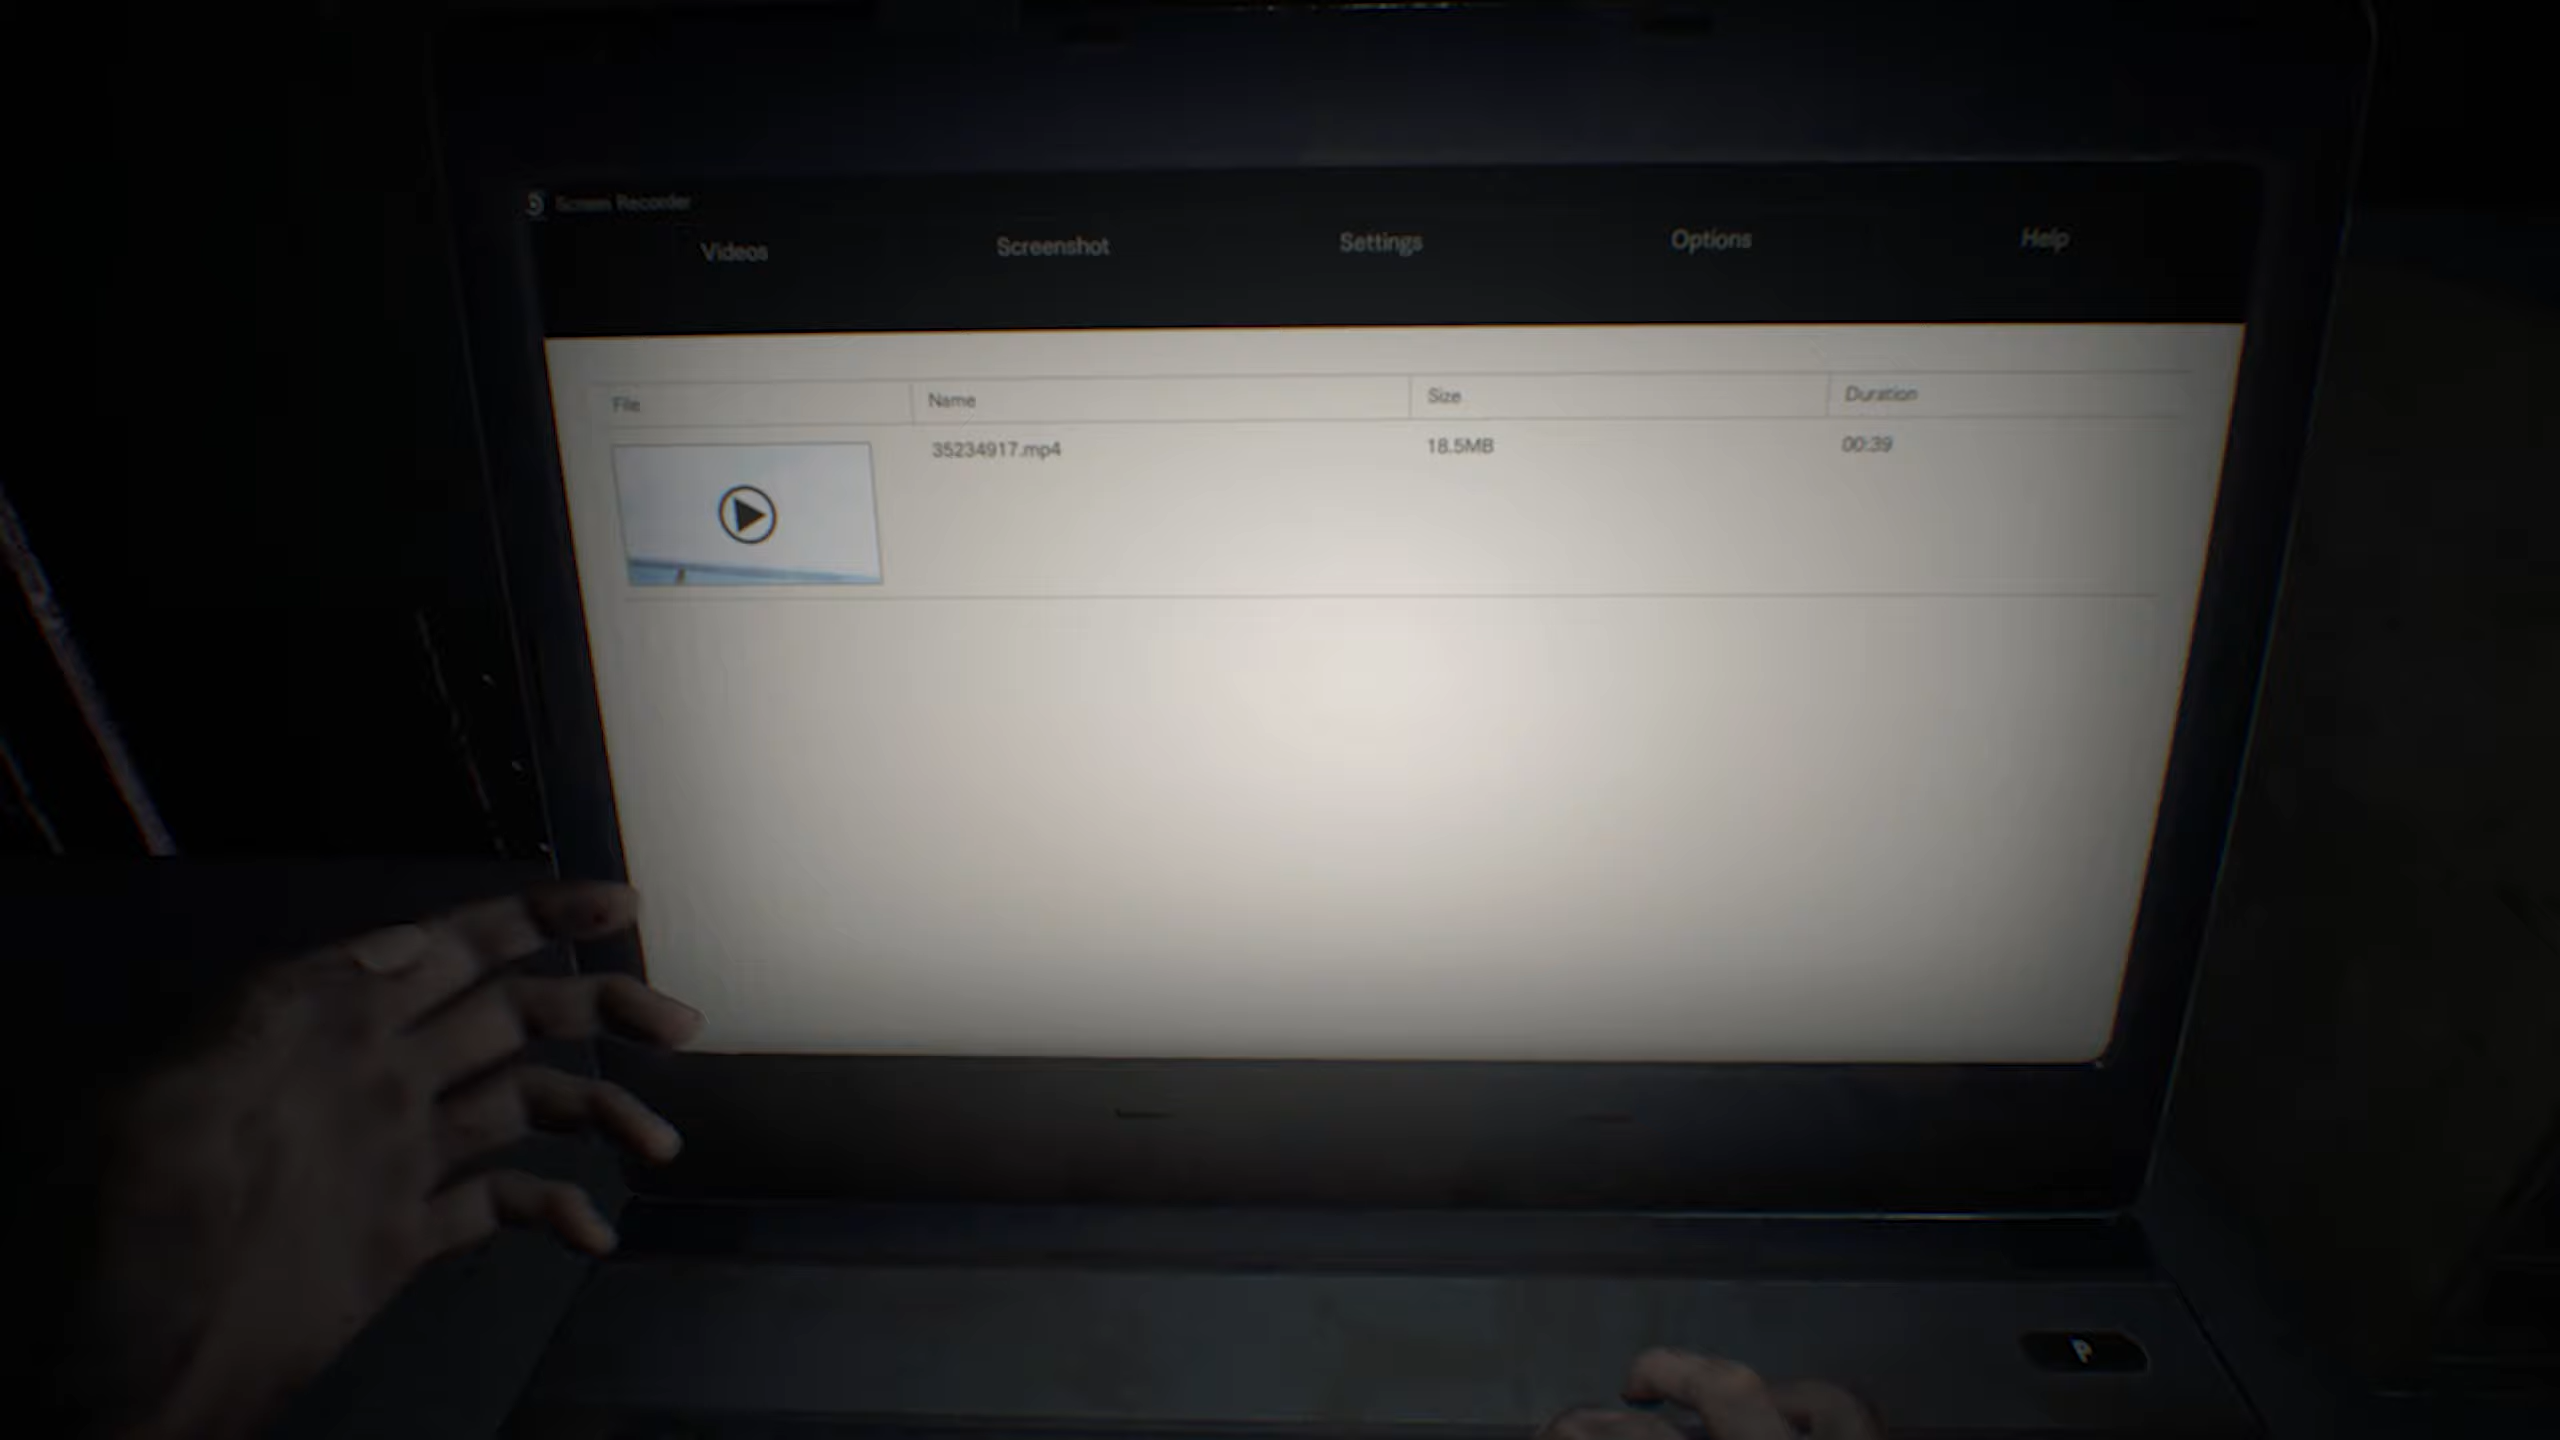 Screen Recorder
Videos Screenshot Settings Options Help
File Name Size Duration
35234917.mp4 18.5MB 00:39
P